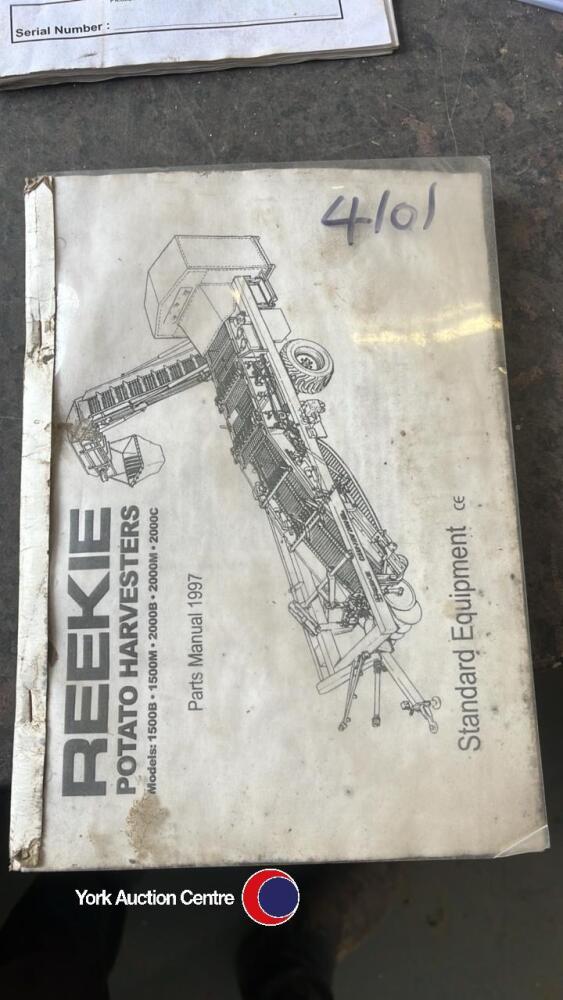 Serial Number :
4101
REEKIE
POTATO HARVESTERS
Models: 1500B • 1500M • 2000B • 2000M • 2000C
Parts Manual 1997
Standard Equipment CE
York Auction Centre